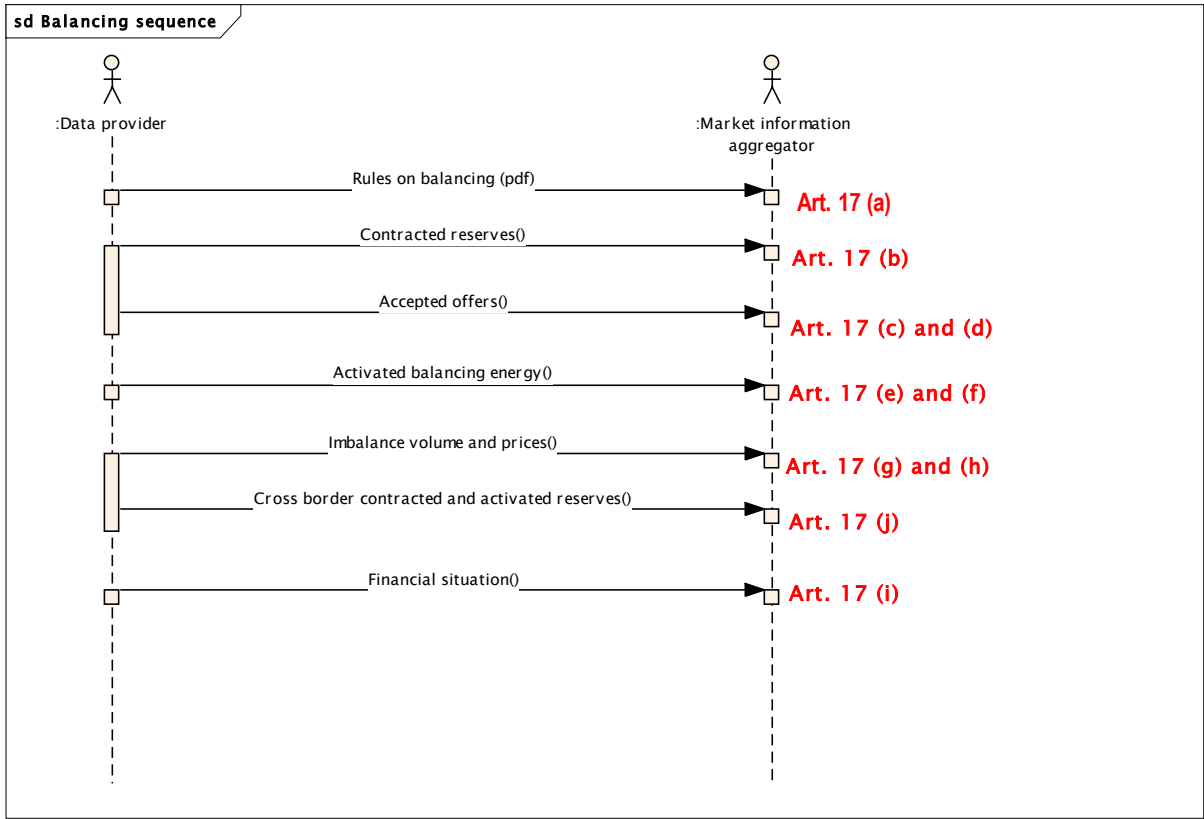 sd Balancing sequence
:Data provider
:Market information
aggregator
Rules on balancing (pdf)
Art. 17 (a)
Contracted reserves()
Art. 17 (b)
Accepted offers()
Art. 17 (c) and (d)
Activated balancing energy()
Art. 17 (e) and (f)
Imbalance volume and prices()
Art. 17 (g) and (h)
Cross border contracted and activated reserves()
Art. 17 (j)
Financial situation()
Art. 17 (i)